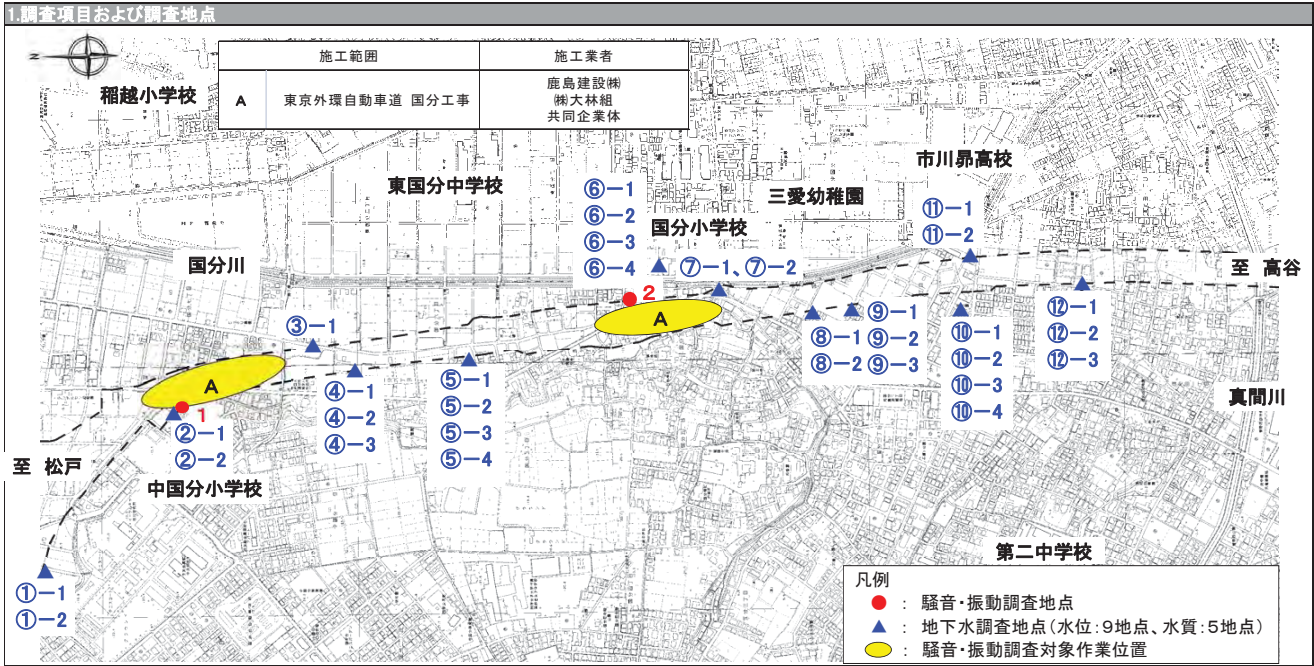 1.調査項目および調査地点
N
施工範囲
施工業者
A
東京外環自動車道 国分工事
鹿島建設㈱
㈱大林組
共同企業体
稲越小学校
東国分中学校
市川昴高校
三愛幼稚園
国分小学校
国分川
至 高谷
真間川
至 松戸
中国分小学校
第二中学校
A
A
1
2
①－1
①－2
②－1
②－2
③－1
④－1
④－2
④－3
⑤－1
⑤－2
⑤－3
⑤－4
⑥－1
⑥－2
⑥－3
⑥－4
⑦－1、⑦－2
⑧－1
⑧－2
⑨－1
⑨－2
⑨－3
⑩－1
⑩－2
⑩－3
⑩－4
⑪－1
⑪－2
⑫－1
⑫－2
⑫－3
凡例
： 騒音・振動調査地点
： 地下水調査地点(水位：9地点、水質：5地点)
： 騒音・振動調査対象作業位置